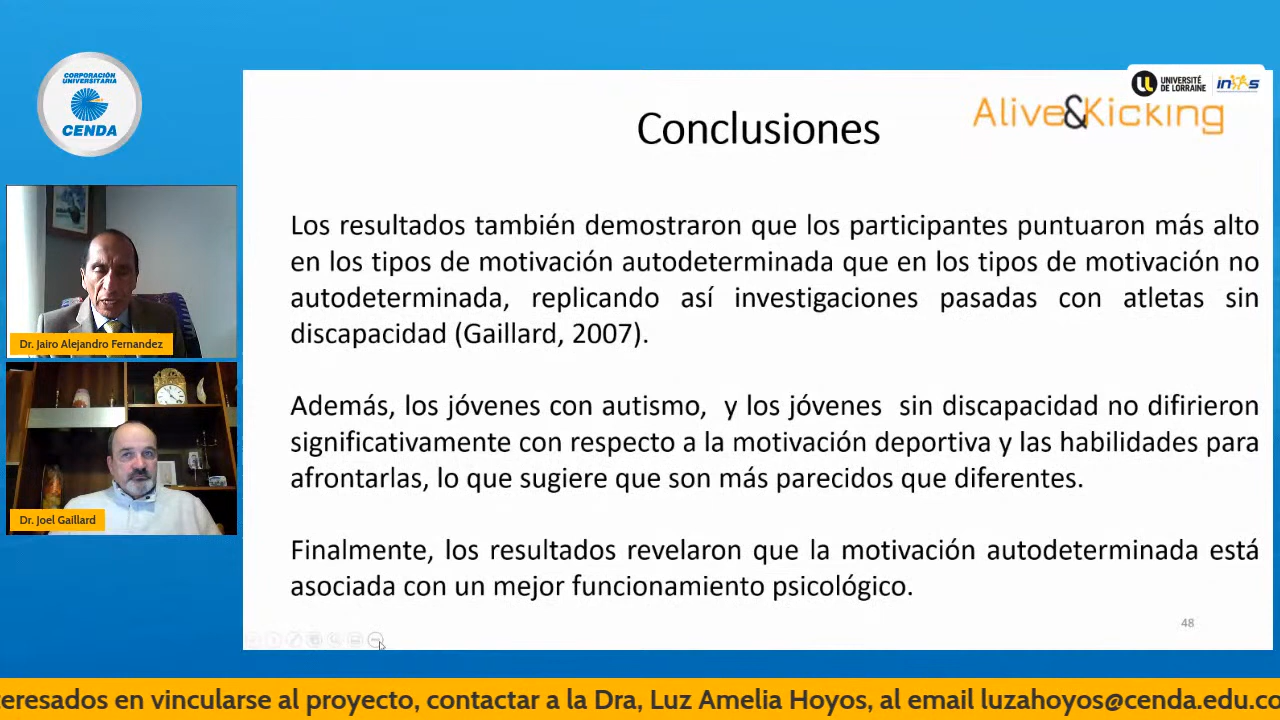 CORPORACIÓN
UNIVERSITARIA
CENDA
UNIVERSITÉ
DE LORRAINE
Alive&Kicking
Conclusiones
Los resultados también demostraron que los participantes puntuaron más alto
en los tipos de motivación autodeterminada que en los tipos de motivación no
autodeterminada, replicando así investigaciones pasadas con atletas sin
discapacidad (Gaillard, 2007).
Además, los jóvenes con autismo, y los jóvenes sin discapacidad no difirieron
significativamente con respecto a la motivación deportiva y las habilidades para
afrontarlas, lo que sugiere que son más parecidos que diferentes.
Finalmente, los resultados revelaron que la motivación autodeterminada está
asociada con un mejor funcionamiento psicológico.
48
Dr. Jairo Alejandro Fernandez
Dr. Joel Gaillard
teresados en vincularse al proyecto, contactar a la Dra, Luz Amelia Hoyos, al email luzahoyos@cenda.edu.co